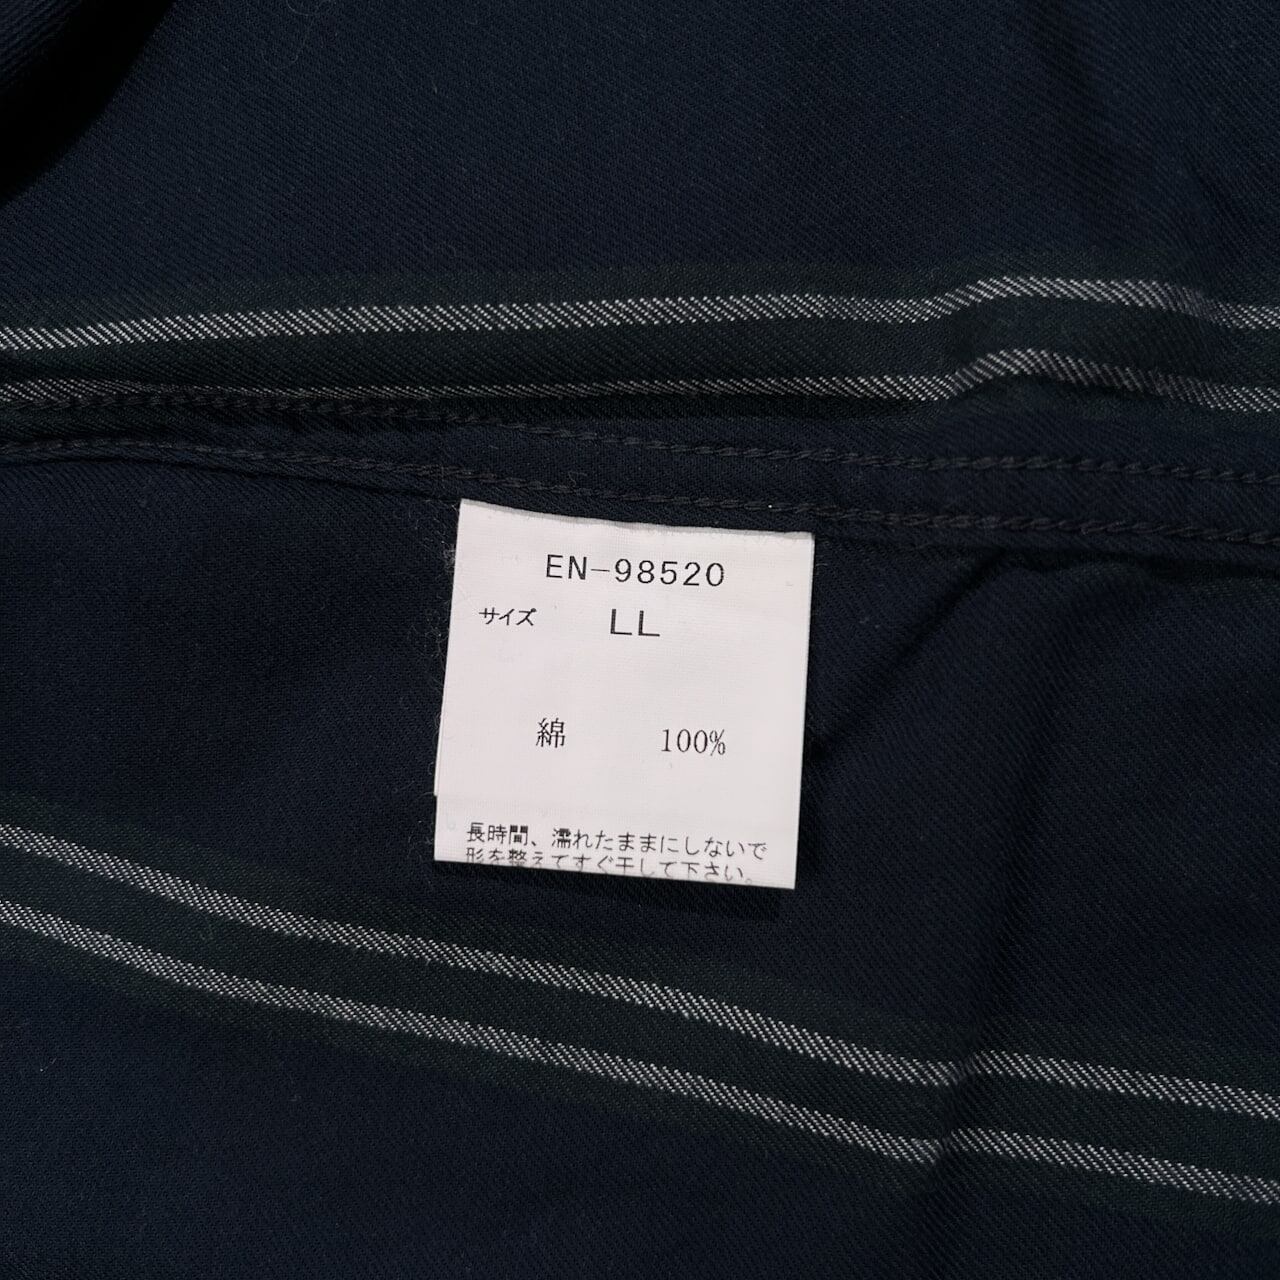 EN-98520
サイズ LL
綿 100%
長時間、濡れたままにしないで
形を整えてすぐ干して下さい。